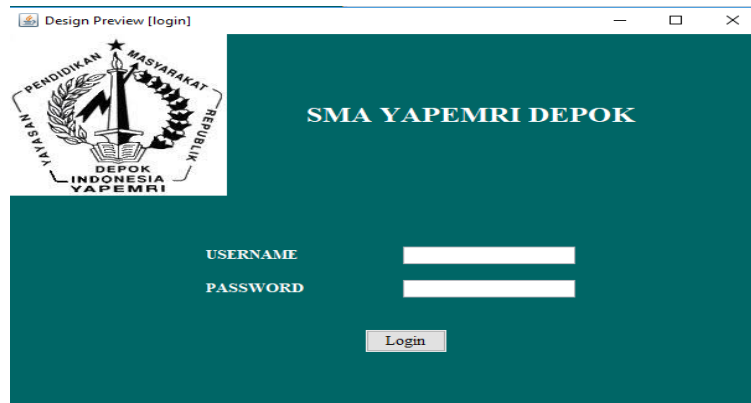 Design Preview [login]
YAYASAN PENDIDIKAN MASYARAKAT REPUBLIK
DEPOK
INDONESIA
YAPEMRI
SMA YAPEMRI DEPOK
USERNAME
PASSWORD
Login